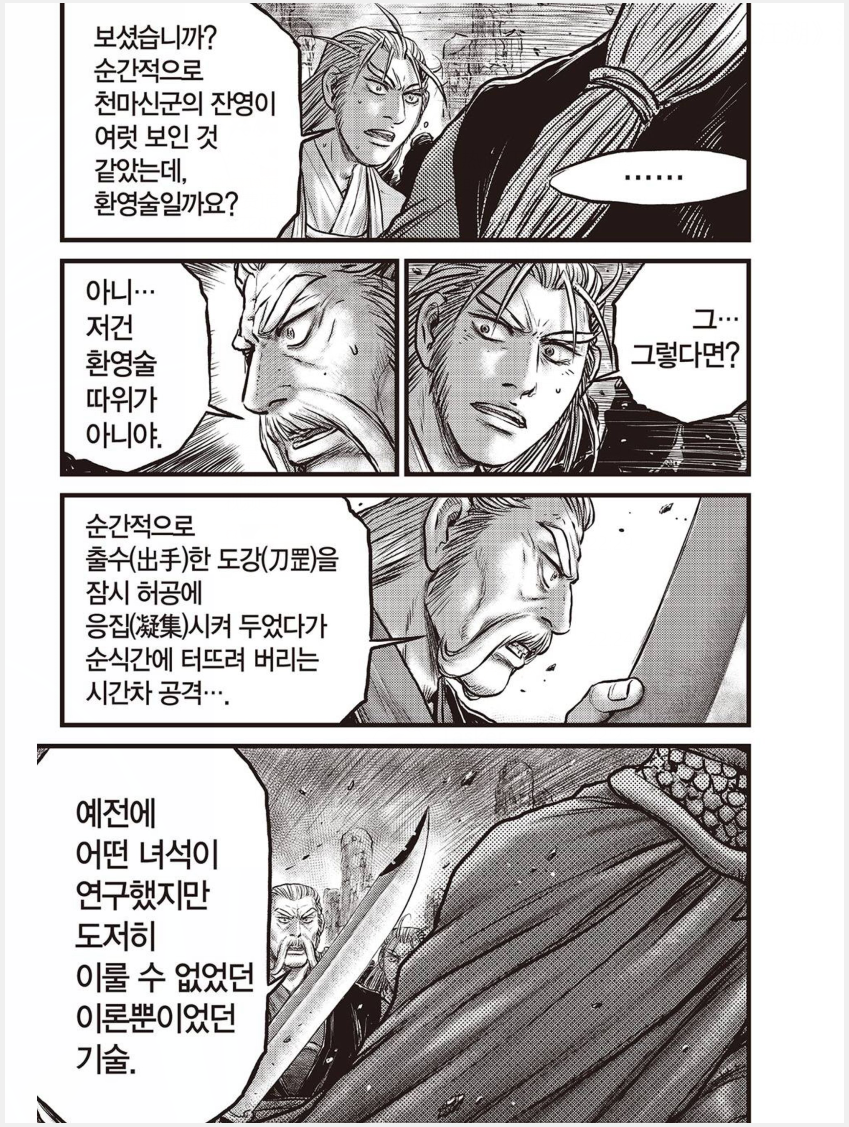 보셨습니까?
순간적으로
천마신군의 잔영이
여럿 보인 것
같았는데,
환영술일까요?
……
아니…
저건
환영술
따위가
아니야.
그…
그렇다면?
순간적으로
출수(出手)한 도강(刀罡)을
잠시 허공에
응집(凝集)시켜 두었다가
순식간에 터뜨려 버리는
시간차 공격….
예전에
어떤 녀석이
연구했지만
도저히
이룰 수 없었던
이론뿐이었던
기술.